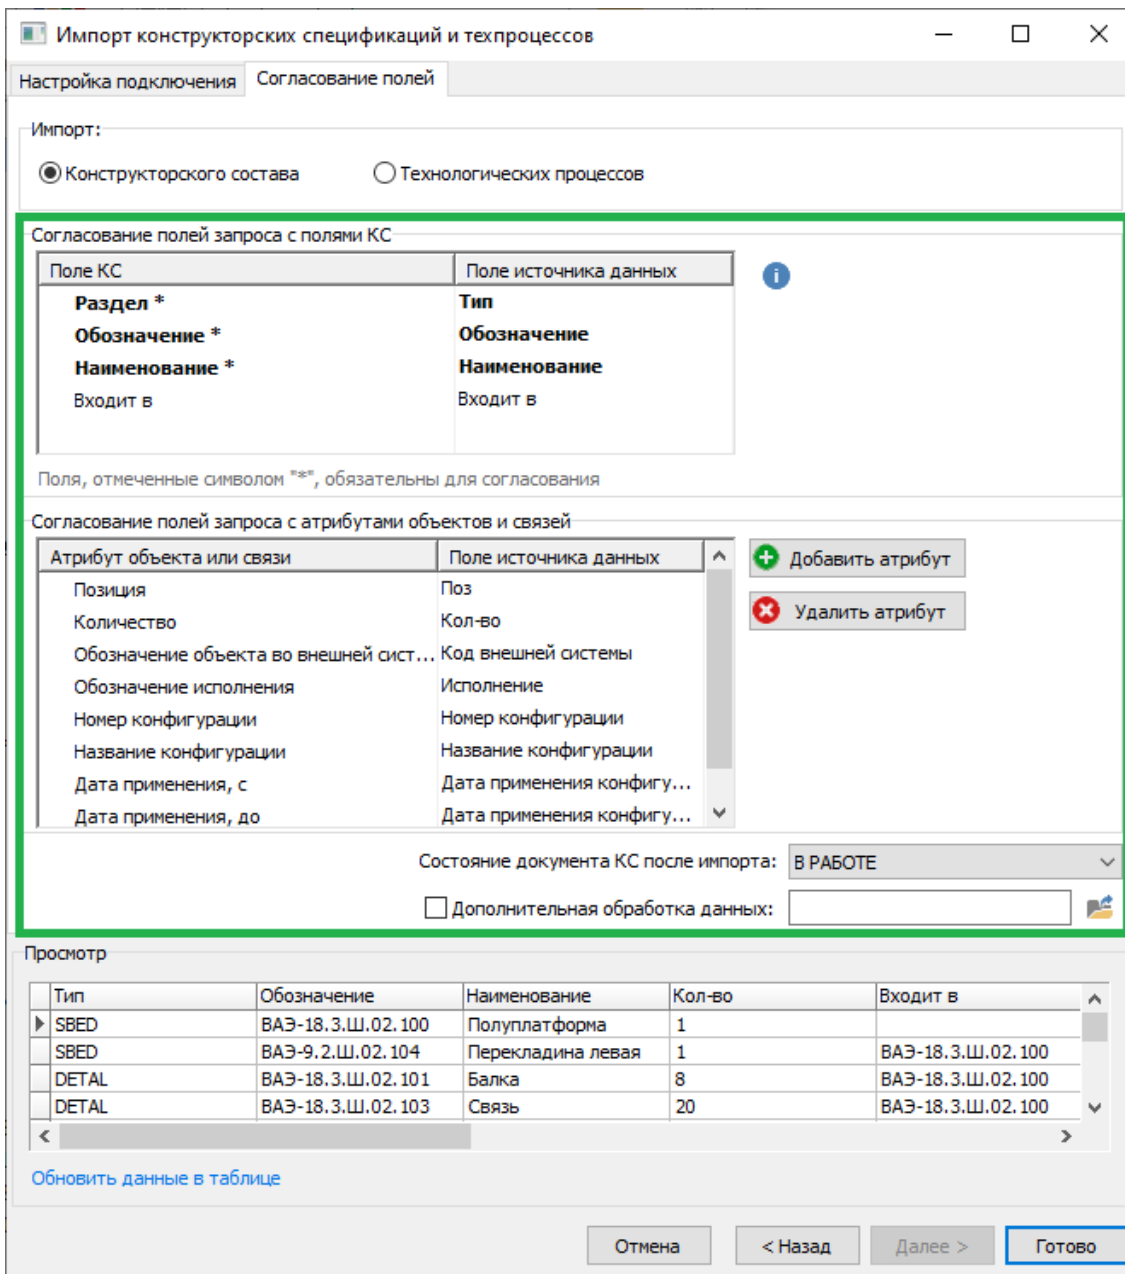 Импорт конструкторских спецификаций и техпроцессов
Настройка подключения Согласование полей
Импорт:
Конструкторского состава Технологических процессов
Согласование полей запроса с полями КС
Поле КС Поле источника данных
Раздел * Тип
Обозначение * Обозначение
Наименование * Наименование
Входит в Входит в
Поля, отмеченные символом "*", обязательны для согласования
Согласование полей запроса с атрибутами объектов и связей
Атрибут объекта или связи Поле источника данных
Добавить атрибут
Позиция Поз
Удалить атрибут
Количество Кол-во
Обозначение объекта во внешней сист... Код внешней системы
Обозначение исполнения Исполнение
Номер конфигурации Номер конфигурации
Название конфигурации Название конфигурации
Дата применения, с Дата применения конфигу...
Дата применения, до Дата применения конфигу...
Состояние документа КС после импорта: В РАБОТЕ
Дополнительная обработка данных:
Просмотр
Тип Обозначение Наименование Кол-во Входит в
SBED ВАЭ-18.3.Ш.02.100 Полуплатформа 1
SBED ВАЭ-9.2.Ш.02.104 Перекладина левая 1 ВАЭ-18.3.Ш.02.100
DETAL ВАЭ-18.3.Ш.02.101 Балка 8 ВАЭ-18.3.Ш.02.100
DETAL ВАЭ-18.3.Ш.02.103 Связь 20 ВАЭ-18.3.Ш.02.100
Обновить данные в таблице
Отмена < Назад Далее > Готово